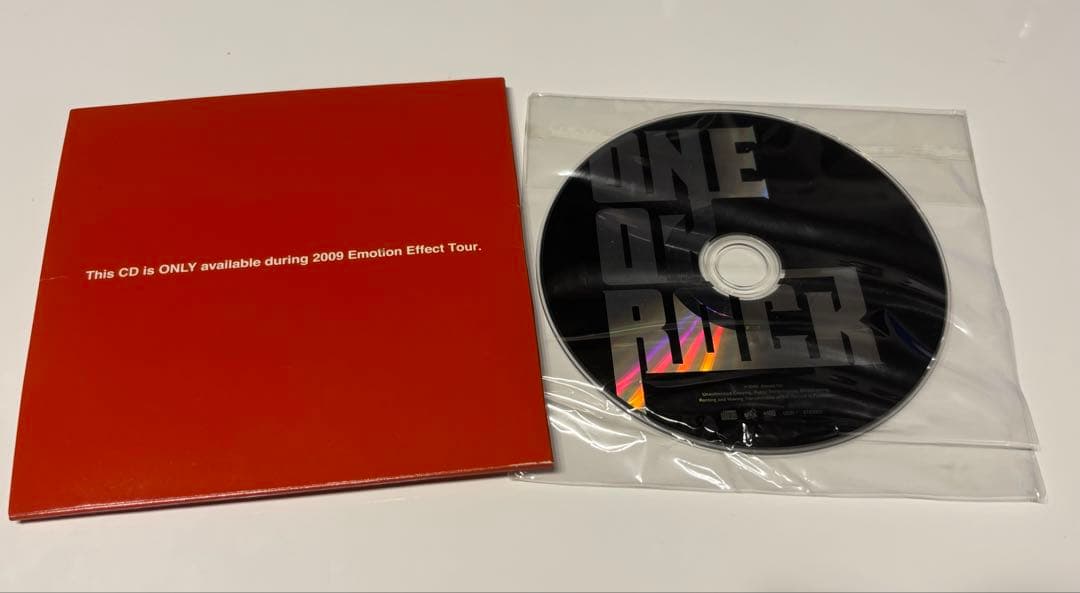 This CD is ONLY available during 2009 Emotion Effect Tour.
ONE
OK
ROCK